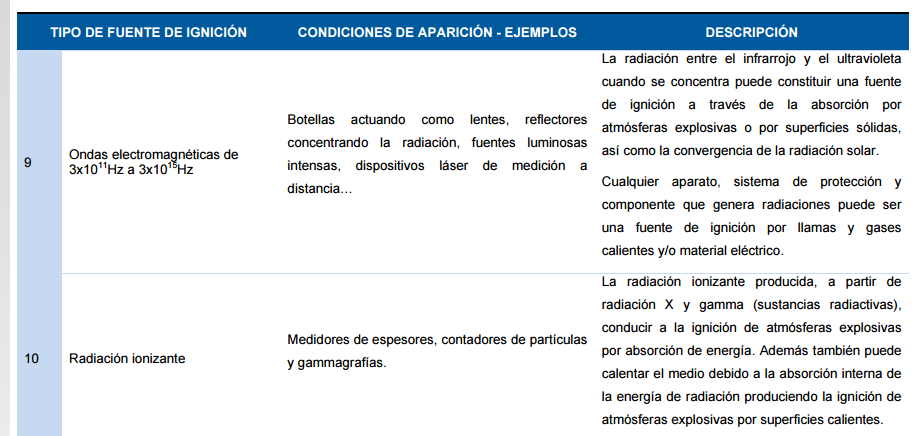 TIPO DE FUENTE DE IGNICIÓN
CONDICIONES DE APARICIÓN - EJEMPLOS
DESCRIPCIÓN
9
Ondas electromagnéticas de
3x10¹¹Hz a 3x10¹⁵Hz
Botellas actuando como lentes, reflectores
concentrando la radiación, fuentes luminosas
intensas, dispositivos láser de medición a
distancia…
La radiación entre el infrarrojo y el ultravioleta
cuando se concentra puede constituir una fuente
de ignición a través de la absorción por
atmósferas explosivas o por superficies sólidas,
así como la convergencia de la radiación solar.
Cualquier aparato, sistema de protección y
componente que genera radiaciones puede ser
una fuente de ignición por llamas y gases
calientes y/o material eléctrico.
10
Radiación ionizante
Medidores de espesores, contadores de partículas
y gammagrafías.
La radiación ionizante producida, a partir de
radiación X y gamma (sustancias radiactivas),
conducir a la ignición de atmósferas explosivas
por absorción de energía. Además también puede
calentar el medio debido a la absorción interna de
la energía de radiación produciendo la ignición de
atmósferas explosivas por superficies calientes.